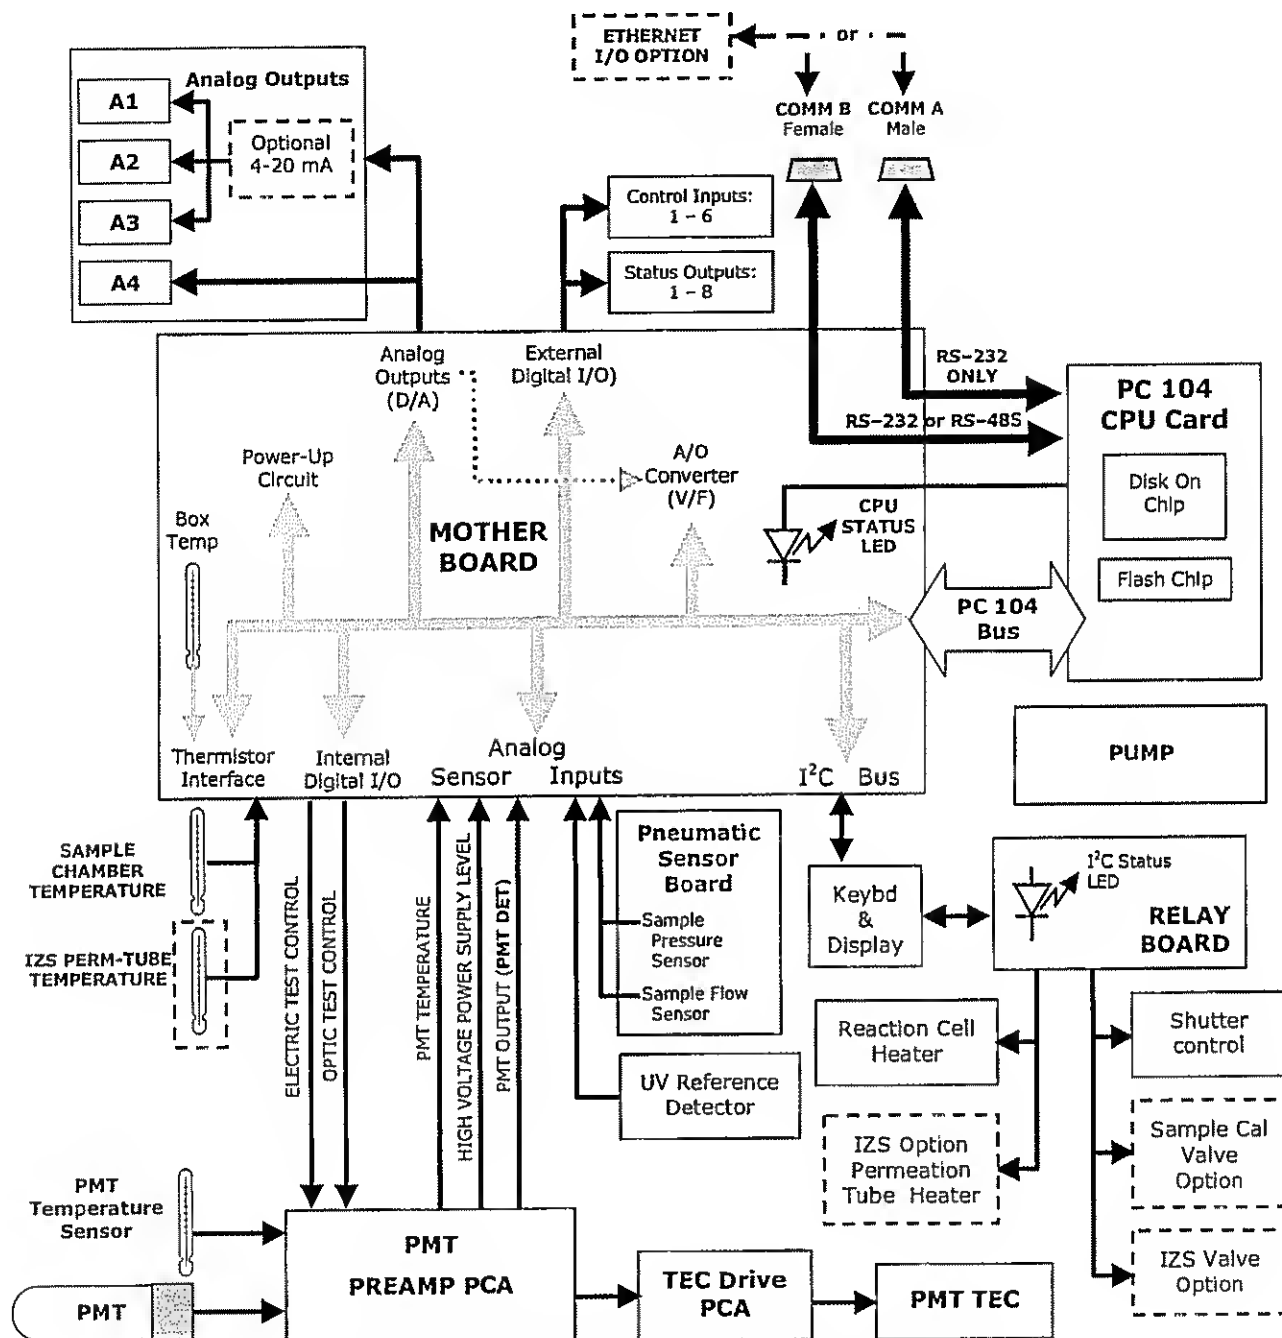 ETHERNET
I/O OPTION
or
Analog Outputs
A1
A2
A3
A4
Optional
4-20 mA
COMM B
Female
COMM A
Male
Control Inputs:
1 – 6
Status Outputs:
1 – 8
Analog
Outputs
(D/A)
External
Digital I/O)
RS–232
ONLY
RS–232 or RS–48S
PC 104
CPU Card
Disk On
Chip
Flash Chip
Power-Up
Circuit
A/O
Converter
(V/F)
Box
Temp
MOTHER
BOARD
CPU
STATUS
LED
PC 104
Bus
Thermistor
Interface
Internal
Digital I/O
Analog
Sensor Inputs
I²C Bus
PUMP
SAMPLE
CHAMBER
TEMPERATURE
IZS PERM-TUBE
TEMPERATURE
ELECTRIC TEST CONTROL
OPTIC TEST CONTROL
PMT TEMPERATURE
HIGH VOLTAGE POWER SUPPLY LEVEL
PMT OUTPUT (PMT DET)
Pneumatic
Sensor
Board
Sample
Pressure
Sensor
Sample Flow
Sensor
UV Reference
Detector
Keybd
&
Display
I²C Status
LED
RELAY
BOARD
Reaction Cell
Heater
IZS Option
Permeation
Tube Heater
Shutter
control
Sample Cal
Valve
Option
IZS Valve
Option
PMT
Temperature
Sensor
PMT
PMT
PREAMP PCA
TEC Drive
PCA
PMT TEC